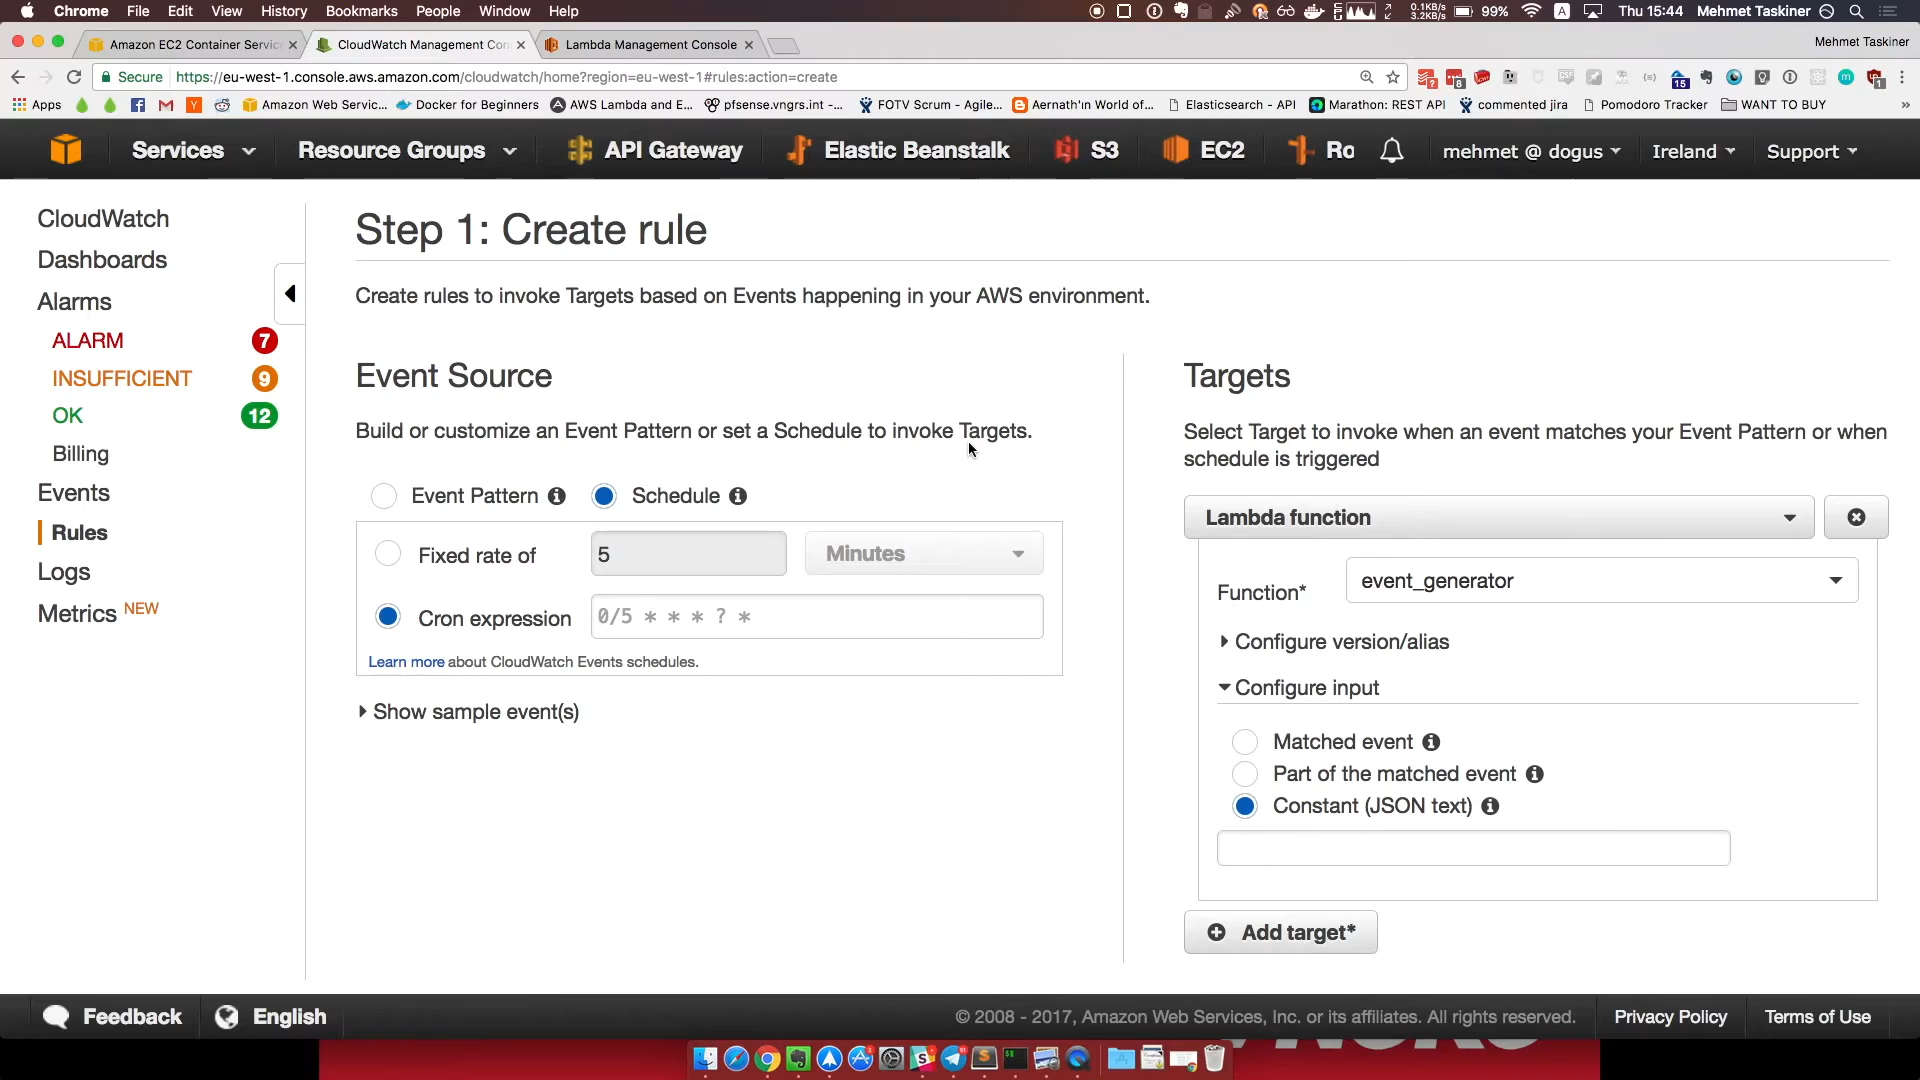 Chrome File Edit View History Bookmarks People Window Help 0.1KB/s 3.2KB/s 99% A Thu 15:44 Mehmet Taskiner
Amazon EC2 Container Servic CloudWatch Management Con Lambda Management Console Mehmet Taskiner
Secure https://eu-west-1.console.aws.amazon.com/cloudwatch/home?region=eu-west-1#rules:action=create
Apps Amazon Web Servic... Docker for Beginners AWS Lambda and E... pfsense.vngrs.int -... FOTV Scrum - Agile... Aernath'n World of... Elasticsearch - API Marathon: REST API commented jira Pomodoro Tracker WANT TO BUY »
Services Resource Groups API Gateway Elastic Beanstalk S3 EC2 Ro mehmet @ dogus Ireland Support
CloudWatch
Dashboards
Alarms
ALARM 7
INSUFFICIENT 9
OK 12
Billing
Events
Rules
Logs
Metrics NEW
Step 1: Create rule
Create rules to invoke Targets based on Events happening in your AWS environment.
Event Source
Build or customize an Event Pattern or set a Schedule to invoke Targets.
Event Pattern Schedule
Fixed rate of 5 Minutes
Cron expression 0/5 * * * ? *
Learn more about CloudWatch Events schedules.
Show sample event(s)
Targets
Select Target to invoke when an event matches your Event Pattern or when
schedule is triggered
Lambda function
Function* event_generator
Configure version/alias
Configure input
Matched event
Part of the matched event
Constant (JSON text)
Add target*
Feedback English © 2008 - 2017, Amazon Web Services, Inc. or its affiliates. All rights reserved. Privacy Policy Terms of Use